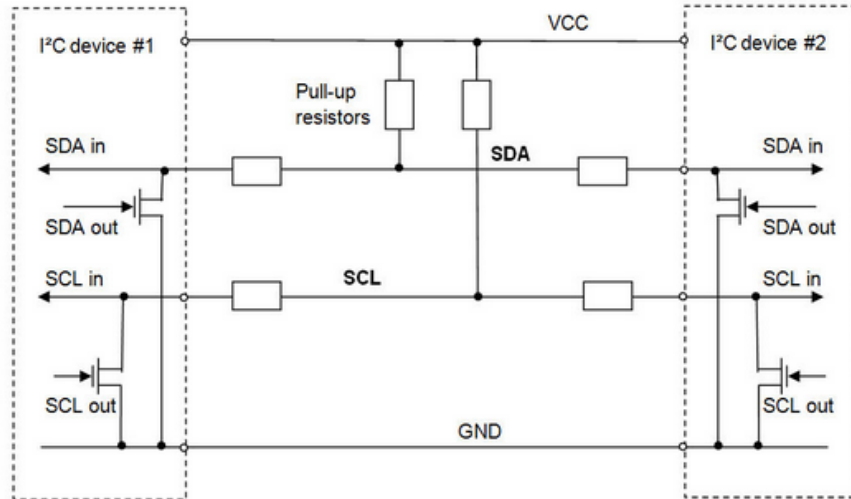 VCC
I²C device #1
I²C device #2
Pull-up
resistors
SDA in
SDA
SDA in
SDA out
SDA out
SCL in
SCL
SCL in
SCL out
SCL out
GND